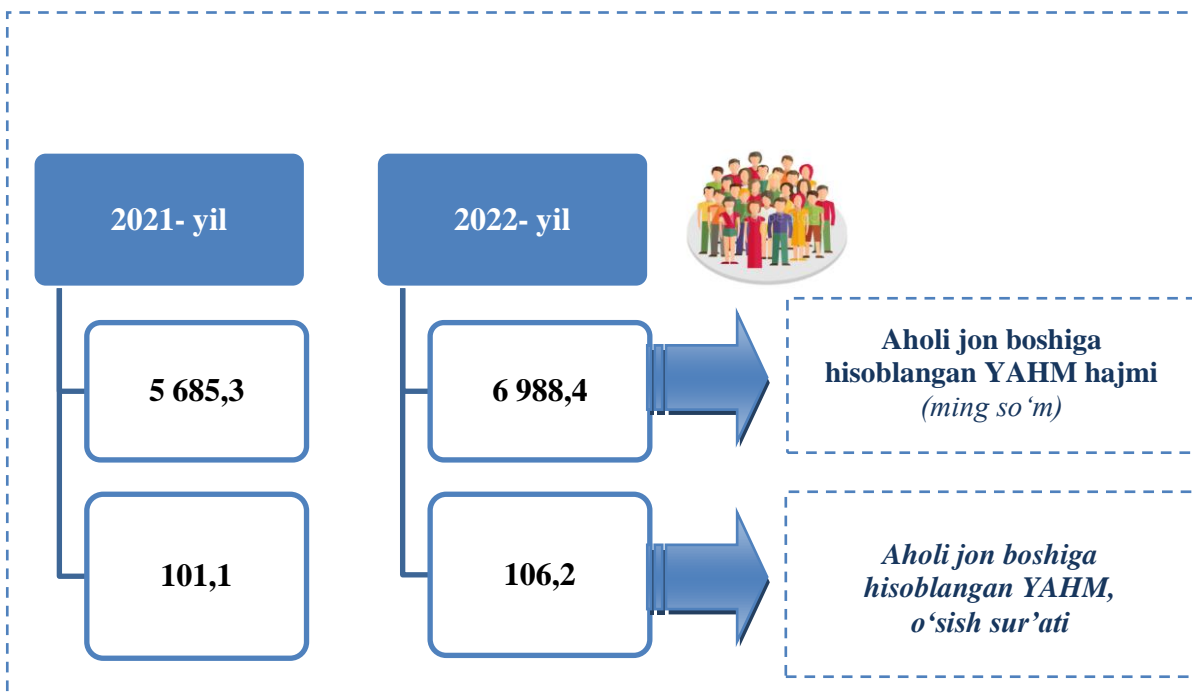 2021- yil
2022- yil
5 685,3
6 988,4
Aholi jon boshiga
hisoblangan YAHM hajmi
(ming so‘m)
101,1
106,2
Aholi jon boshiga
hisoblangan YAHM,
o‘sish sur’ati